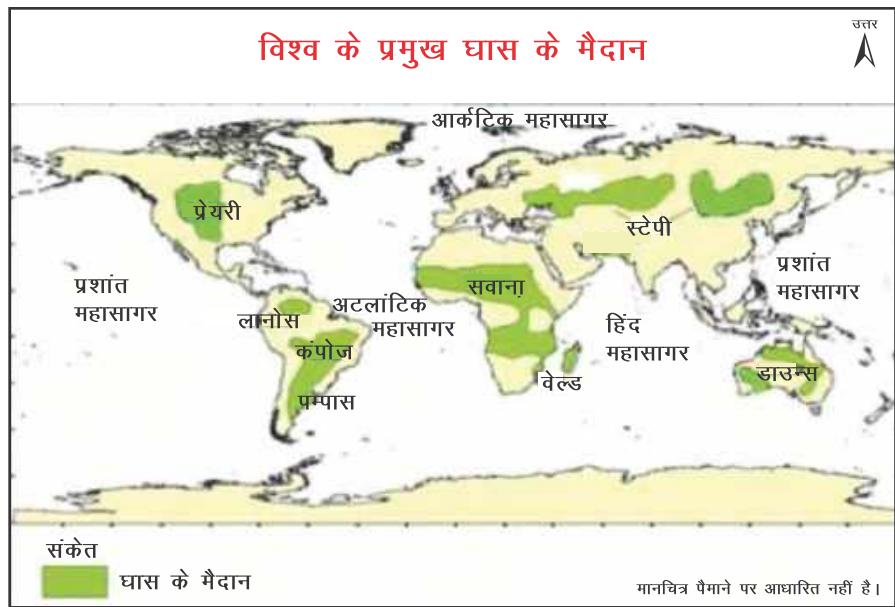 उत्तर
विश्व के प्रमुख घास के मैदान
आर्कटिक महासागर
प्रेयरी
स्टेपी
प्रशांत
महासागर
सवाना
प्रशांत
महासागर
लानोस
अटलांटिक
महासागर
हिंद
महासागर
कंपोज
पम्पास
वेल्ड
डाउन्स
संकेत
घास के मैदान
मानचित्र पैमाने पर आधारित नहीं है।